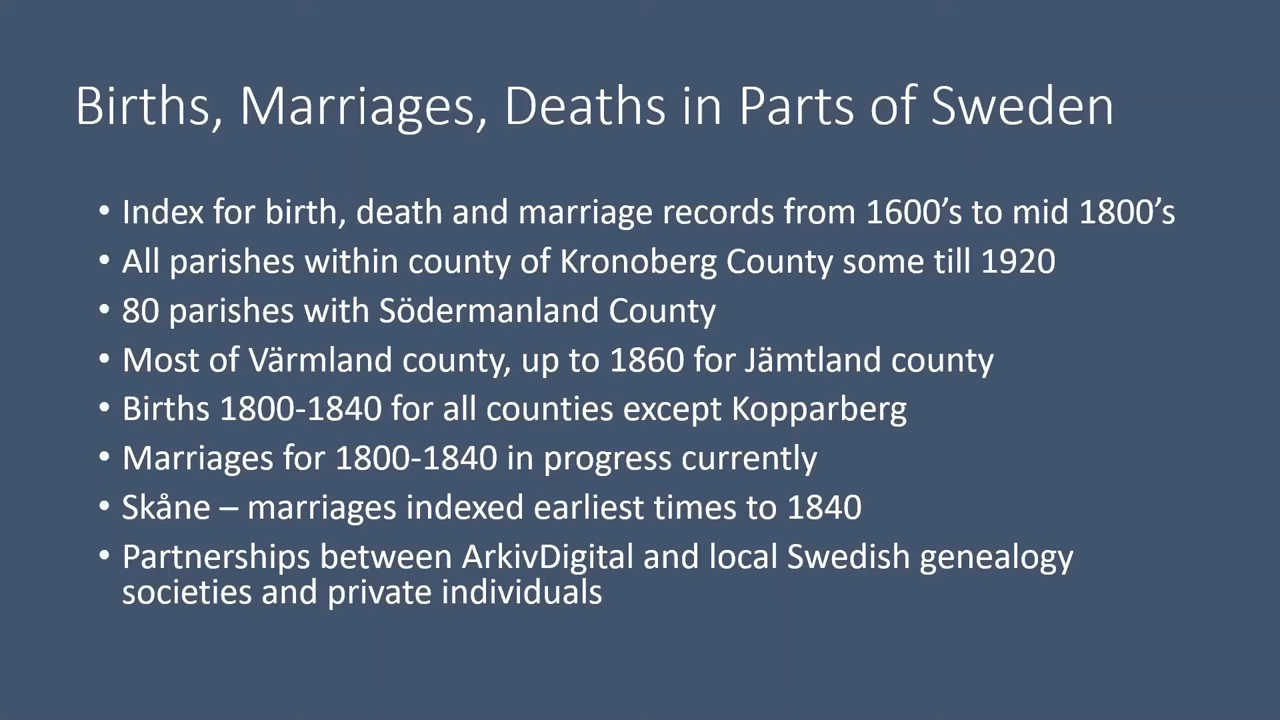 Births, Marriages, Deaths in Parts of Sweden
• Index for birth, death and marriage records from 1600’s to mid 1800’s
• All parishes within county of Kronoberg County some till 1920
• 80 parishes with Södermanland County
• Most of Värmland county, up to 1860 for Jämtland county
• Births 1800-1840 for all counties except Kopparberg
• Marriages for 1800-1840 in progress currently
• Skåne – marriages indexed earliest times to 1840
• Partnerships between ArkivDigital and local Swedish genealogy
societies and private individuals